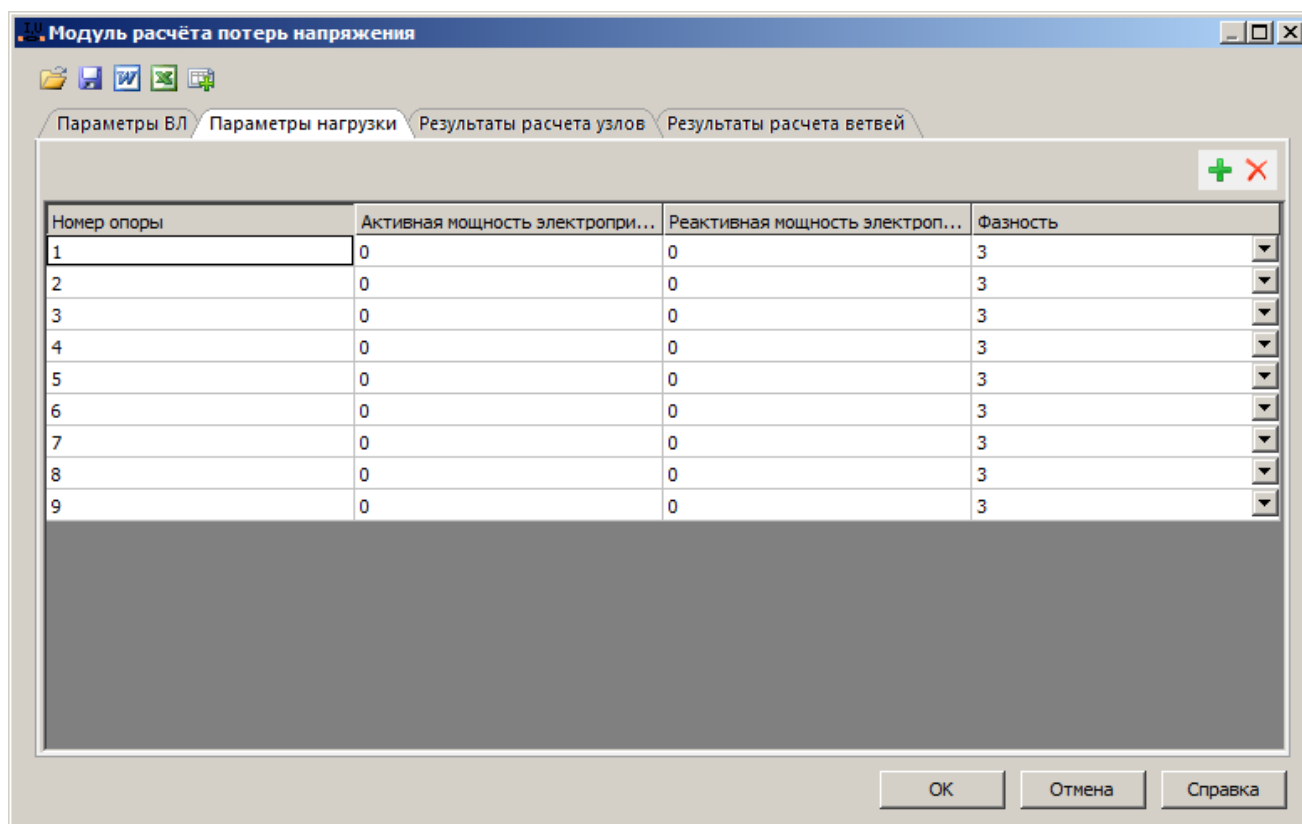 Модуль расчёта потерь напряжения
Параметры ВЛ Параметры нагрузки Результаты расчета узлов Результаты расчета ветвей
Номер опоры Активная мощность электропри... Реактивная мощность электроп... Фазность
1 0 0 3
2 0 0 3
3 0 0 3
4 0 0 3
5 0 0 3
6 0 0 3
7 0 0 3
8 0 0 3
9 0 0 3
OK Отмена Справка